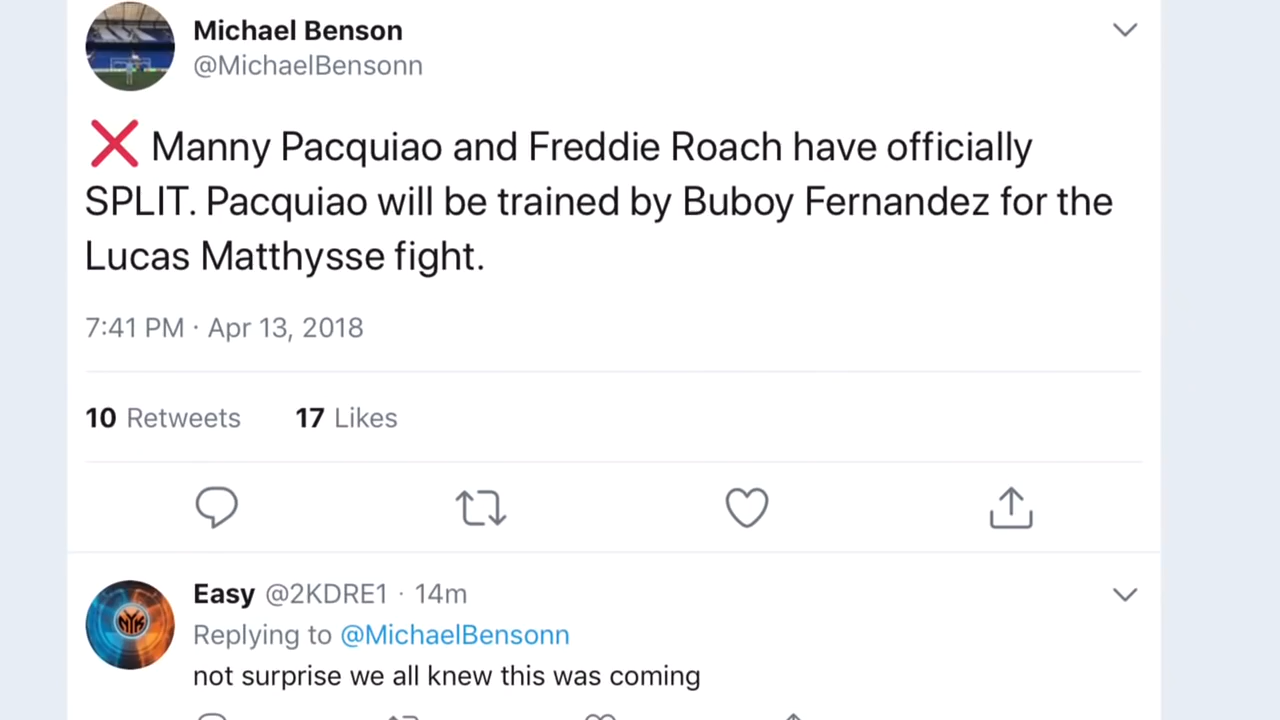 Michael Benson
@MichaelBensonn
❌ Manny Pacquiao and Freddie Roach have officially
SPLIT. Pacquiao will be trained by Buboy Fernandez for the
Lucas Matthysse fight.
7:41 PM · Apr 13, 2018
10 Retweets 17 Likes
Easy @2KDRE1 · 14m
Replying to @MichaelBensonn
not surprise we all knew this was coming